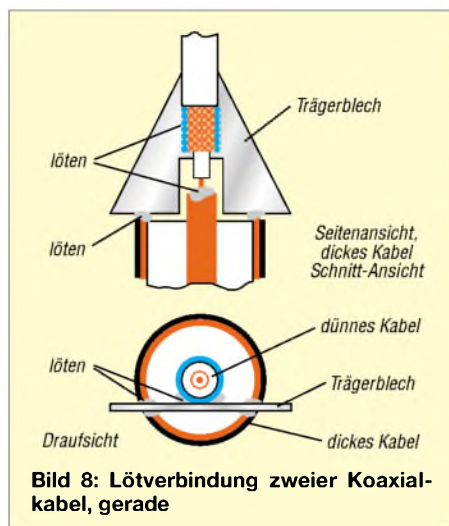 Trägerblech
löten
löten
Seitenansicht,
dickes Kabel
Schnitt-Ansicht
dünnes Kabel
löten
Trägerblech
Draufsicht
dickes Kabel
Bild 8: Lötverbindung zweier Koaxial-
kabel, gerade